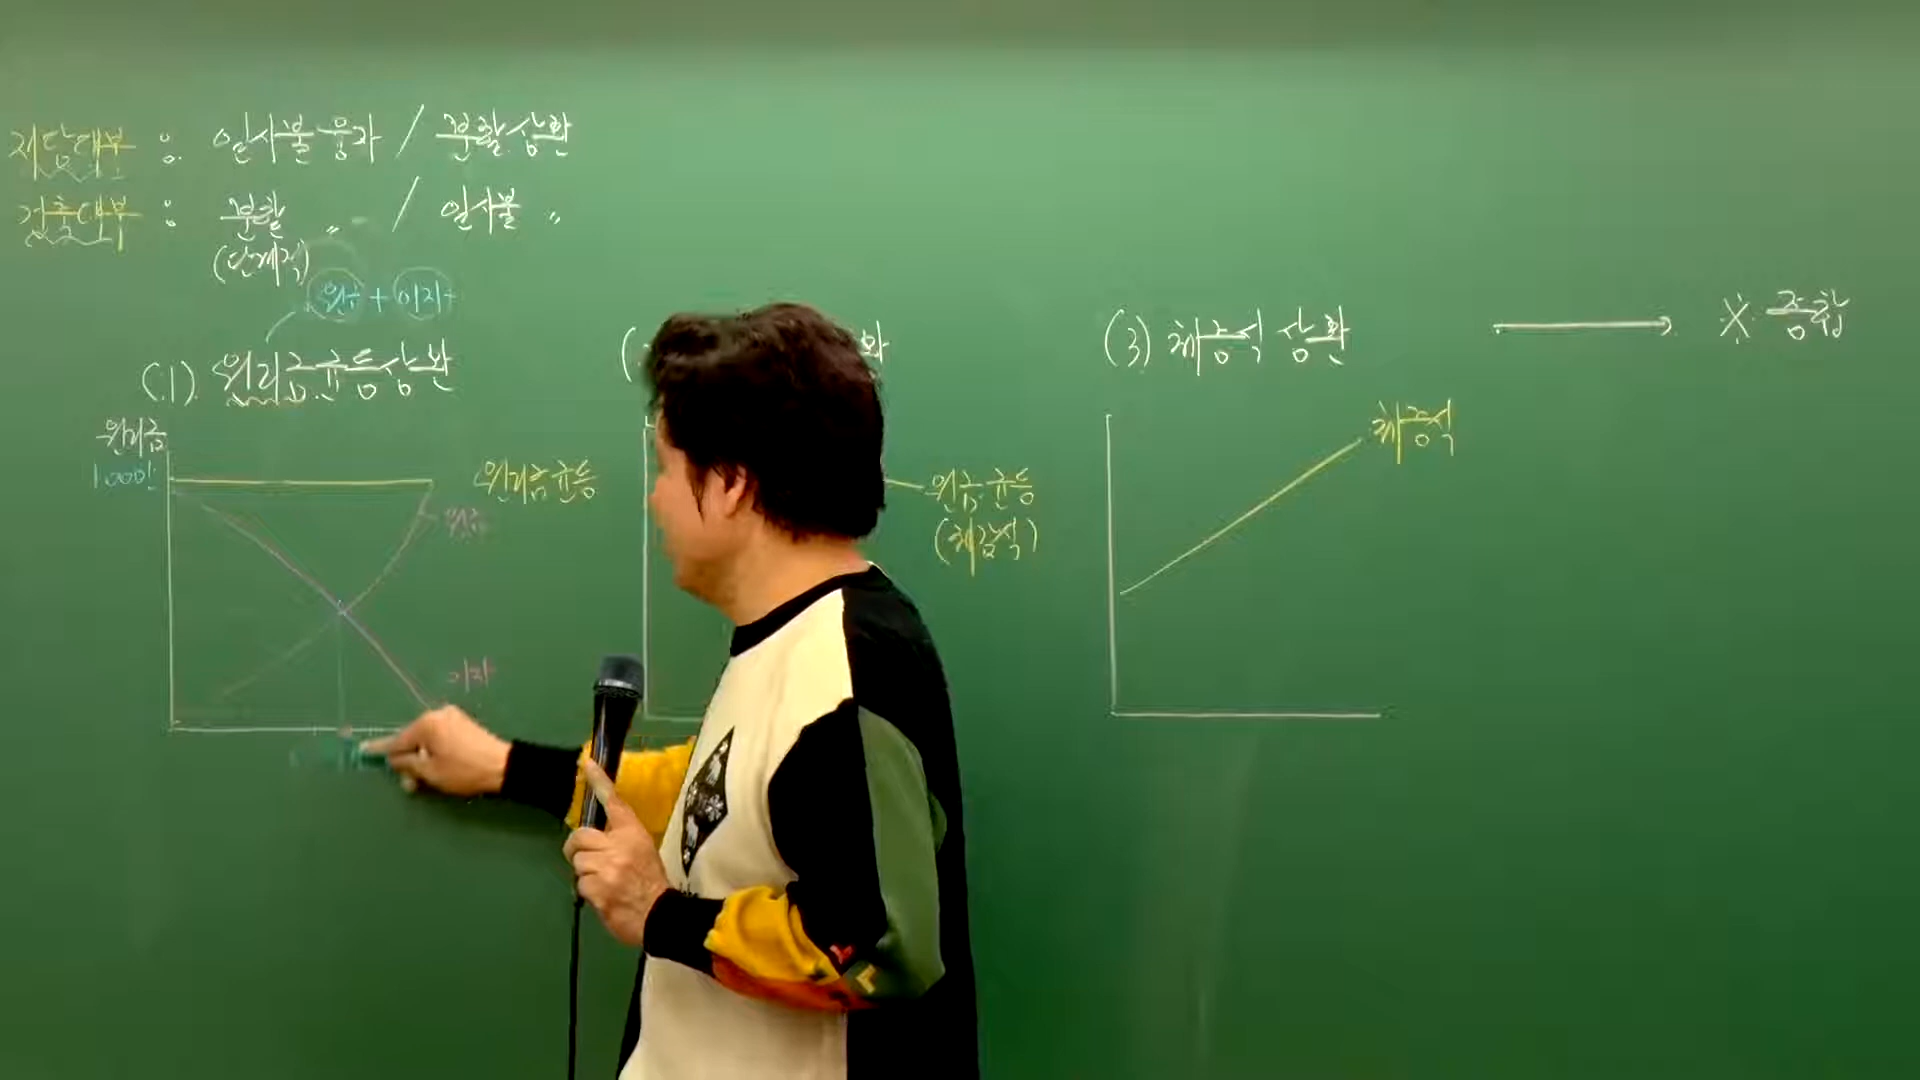 저당대부 : 일시불융자 / 분할상환
건축대부 : 분할 〃 / 일시불 〃
(단계적)
원금 + 이자
(1) 원리금균등상환
원리금
1,000만
원리금균등
원금
이자
(
환
원금균등
(체감식)
(3) 체증식 상환
체증식
※